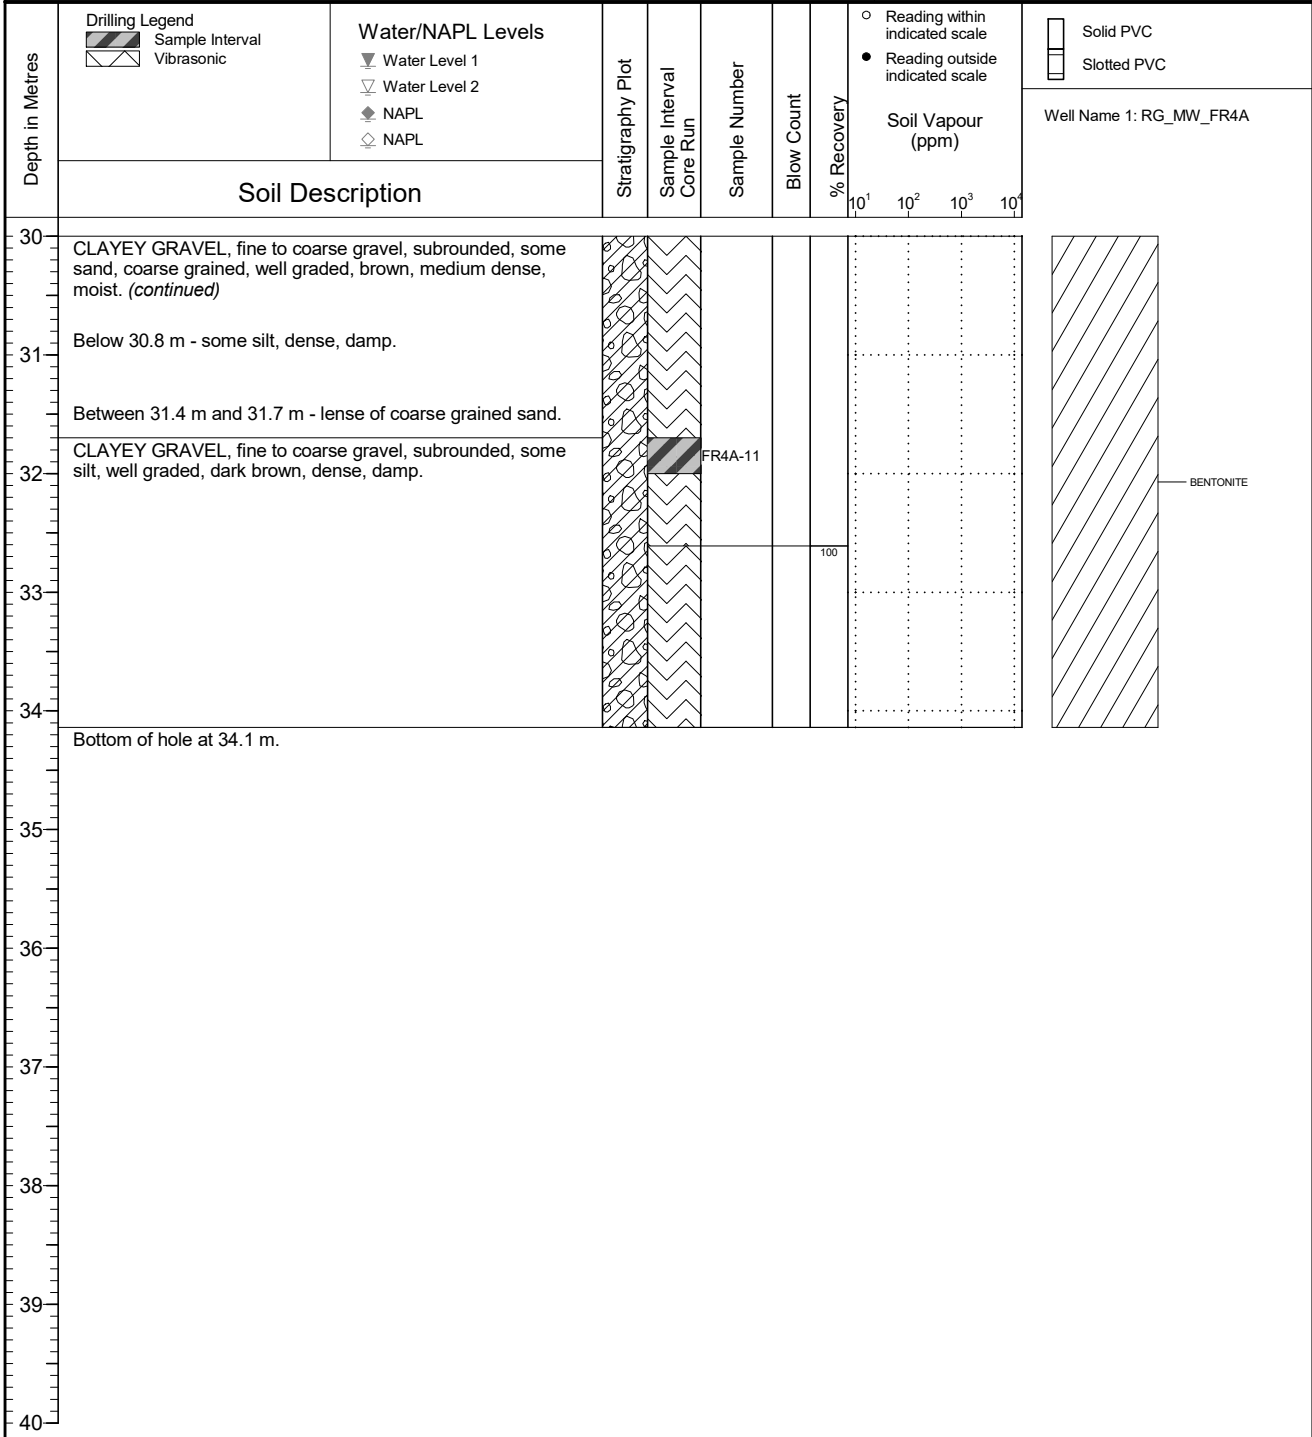 Depth in Metres
Drilling Legend
Sample Interval
Vibrasonic
Water/NAPL Levels
Water Level 1
Water Level 2
NAPL
NAPL
Soil Description
Stratigraphy Plot
Sample Interval
Core Run
Sample Number
Blow Count
% Recovery
Reading within
indicated scale
Reading outside
indicated scale
Soil Vapour
(ppm)
10¹ 10² 10³ 10⁴
Solid PVC
Slotted PVC
Well Name 1: RG_MW_FR4A
30
CLAYEY GRAVEL, fine to coarse gravel, subrounded, some
sand, coarse grained, well graded, brown, medium dense,
moist. (continued)
Below 30.8 m - some silt, dense, damp.
31
Between 31.4 m and 31.7 m - lense of coarse grained sand.
CLAYEY GRAVEL, fine to coarse gravel, subrounded, some
silt, well graded, dark brown, dense, damp.
FR4A-11
32
BENTONITE
100
33
34
Bottom of hole at 34.1 m.
35
36
37
38
39
40